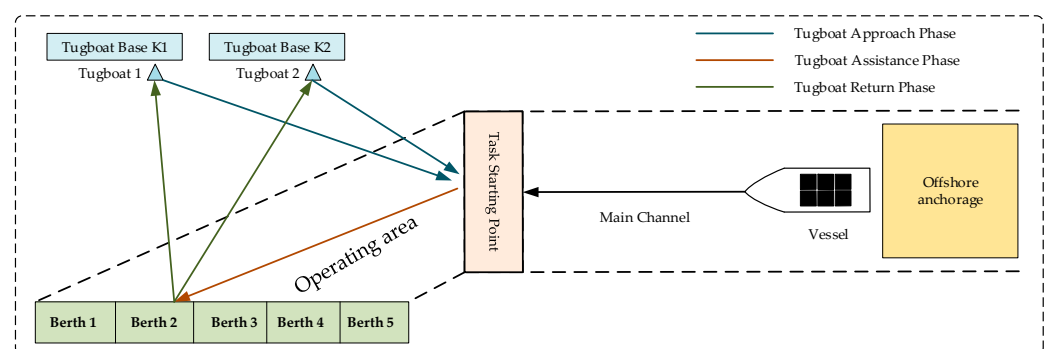 Tugboat Base K1
Tugboat Base K2
Tugboat 1
Tugboat 2
Tugboat Approach Phase
Tugboat Assistance Phase
Tugboat Return Phase
Task Starting Point
Main Channel
Vessel
Offshore
anchorage
Operating area
Berth 1
Berth 2
Berth 3
Berth 4
Berth 5